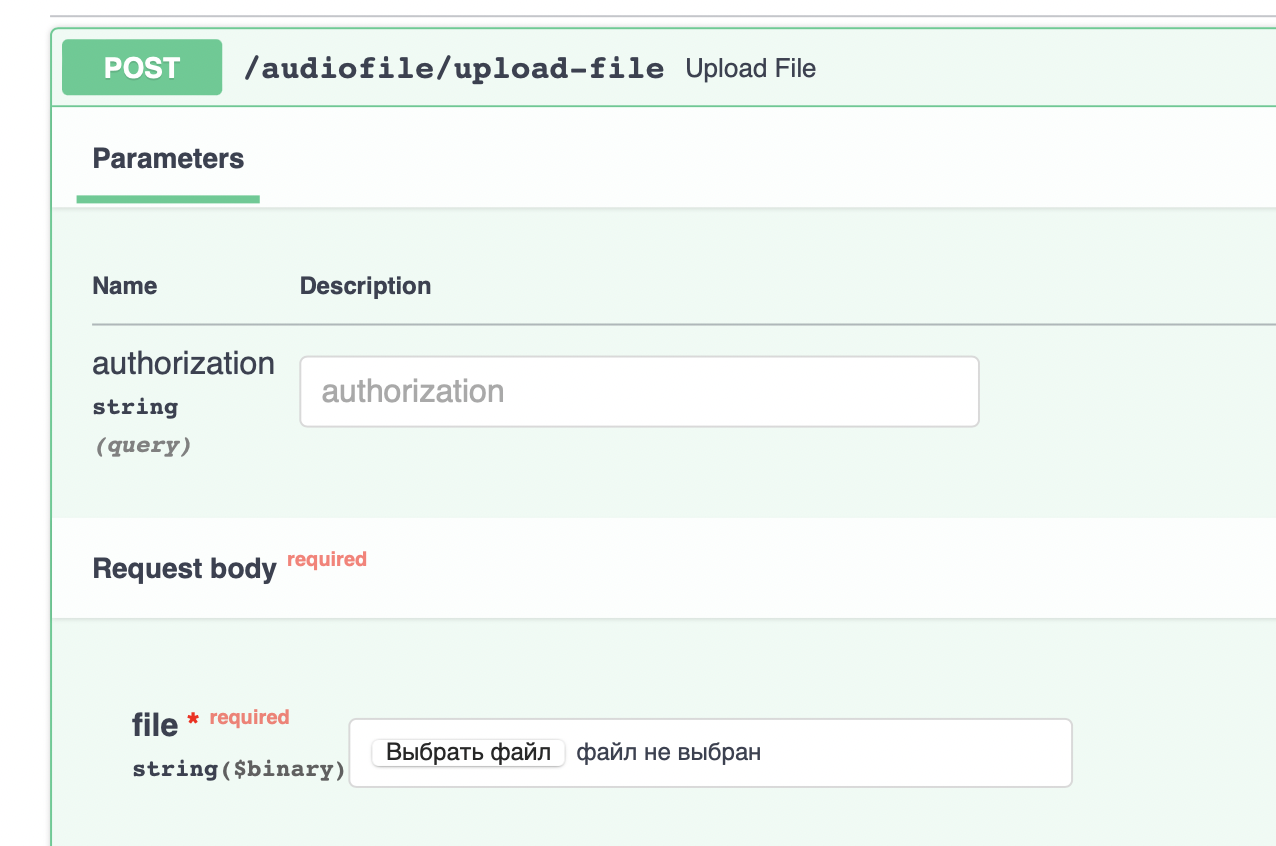 POST /audiofile/upload-file Upload File
Parameters
Name Description
authorization authorization
string
(query)
Request body required
file * required
Выбрать файл файл не выбран
string($binary)